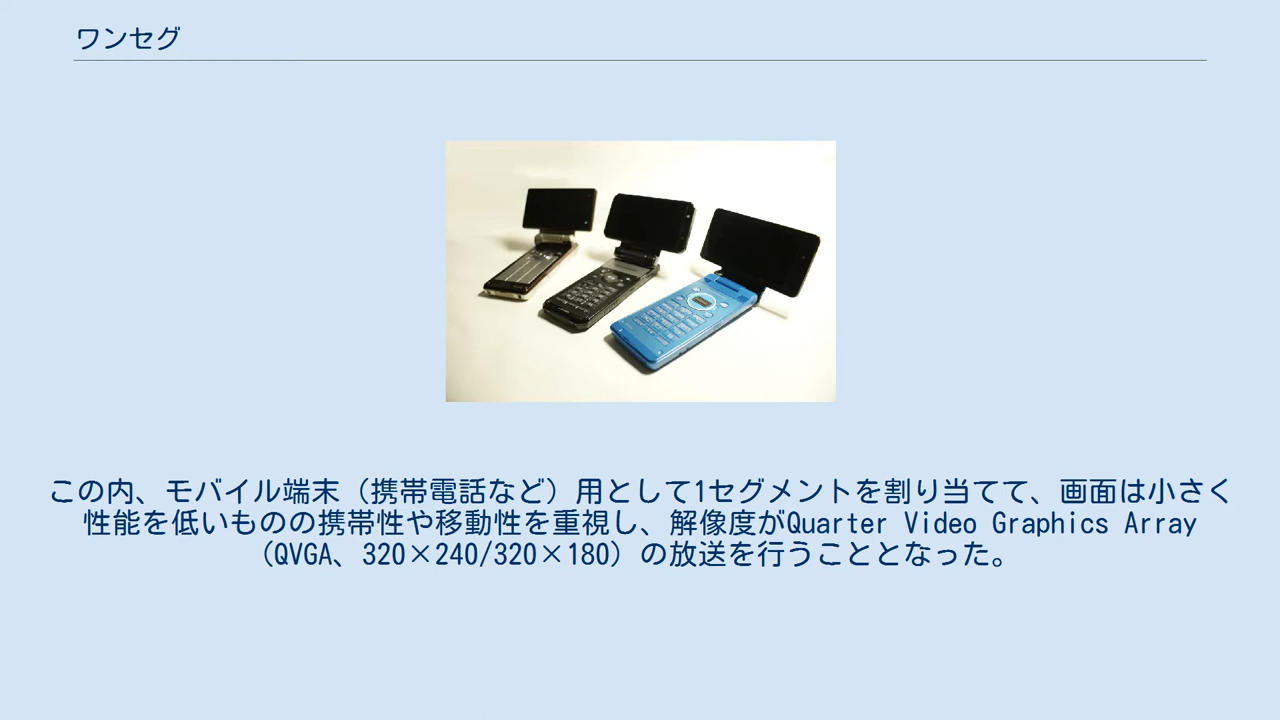 ワンセグ
この内、モバイル端末（携帯電話など）用として1セグメントを割り当てて、画面は小さく
性能を低いものの携帯性や移動性を重視し、解像度がQuarter Video Graphics Array
（QVGA、320×240/320×180）の放送を行うこととなった。